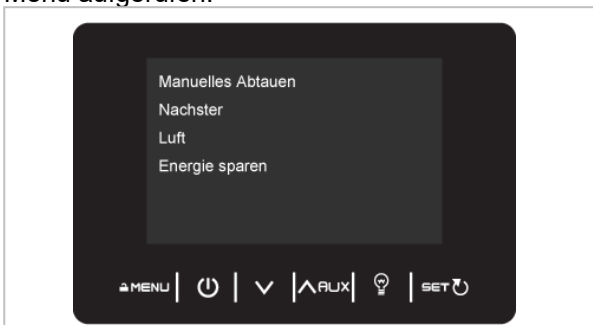 Menü aufgerufen.
Manuelles Abtauen
Nachster
Luft
Energie sparen
MENU AUX SET